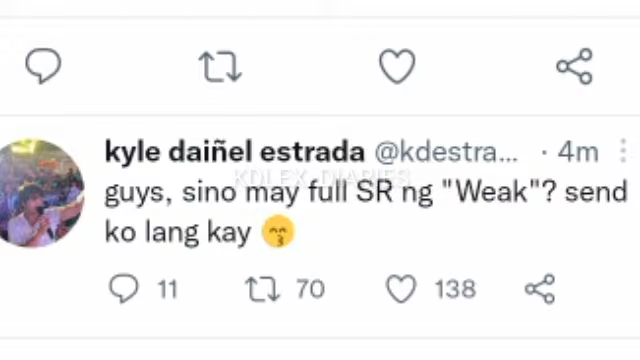 kyle daiñel estrada @kdestra... · 4m
KDLEX_DIARIES
guys, sino may full SR ng "Weak"? send
ko lang kay 😙
11 70 138